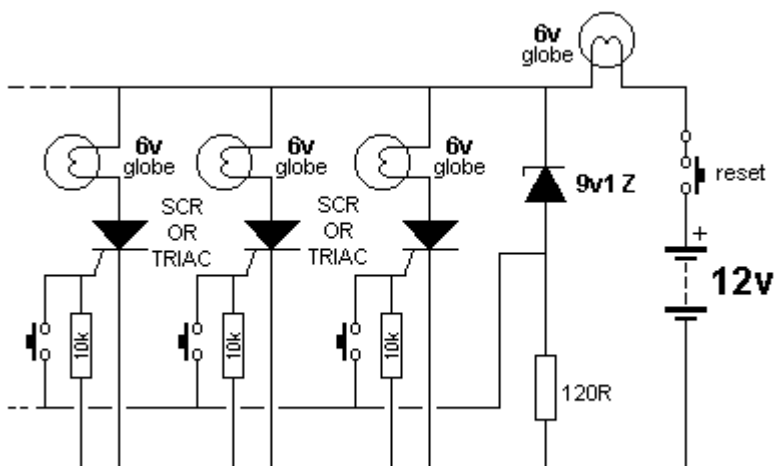 6v
globe
6v
globe
6v
globe
6v
globe
9v1 Z
reset
SCR
OR
TRIAC
SCR
OR
TRIAC
+
12v
10k
10k
10k
120R